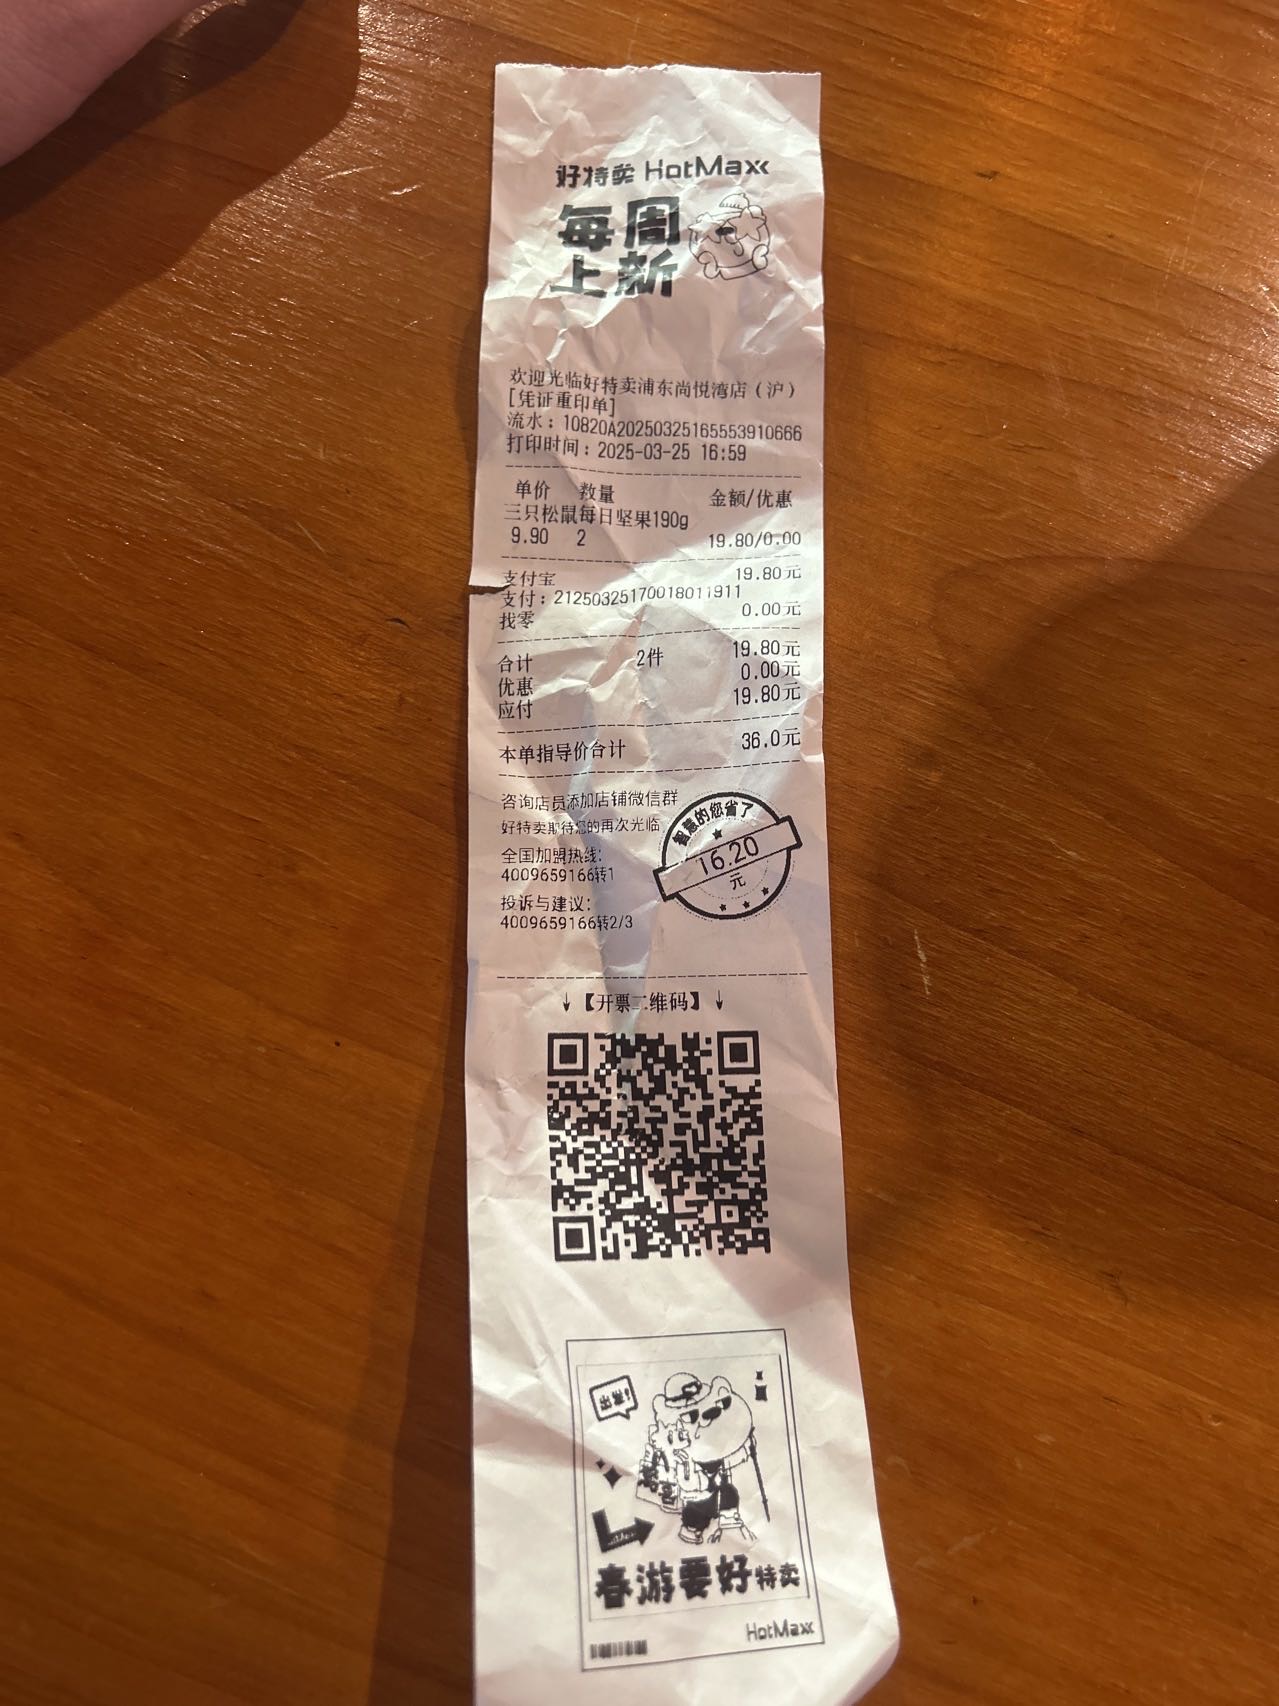 好特卖 HotMaxx
每周
上新
欢迎光临好特卖浦东尚悦湾店（沪）
[凭证重印单]
流水：10820A20250325165553910666
打印时间：2025-03-25 16:59
单价 数量 金额/优惠
三只松鼠每日坚果190g
9.90 2 19.80/0.00
支付宝 19.80元
支付：21250325170018011911
找零 0.00元
合计 2件 19.80元
优惠 0.00元
应付 19.80元
本单指导价合计 36.0元
咨询店员添加店铺微信群
好特卖期待您的再次光临
全国加盟热线：
4009659166转1
投诉与建议：
4009659166转2/3
智慧的您省了
16.20
元
↓【开票二维码】↓
春游要好特卖
HotMaxx